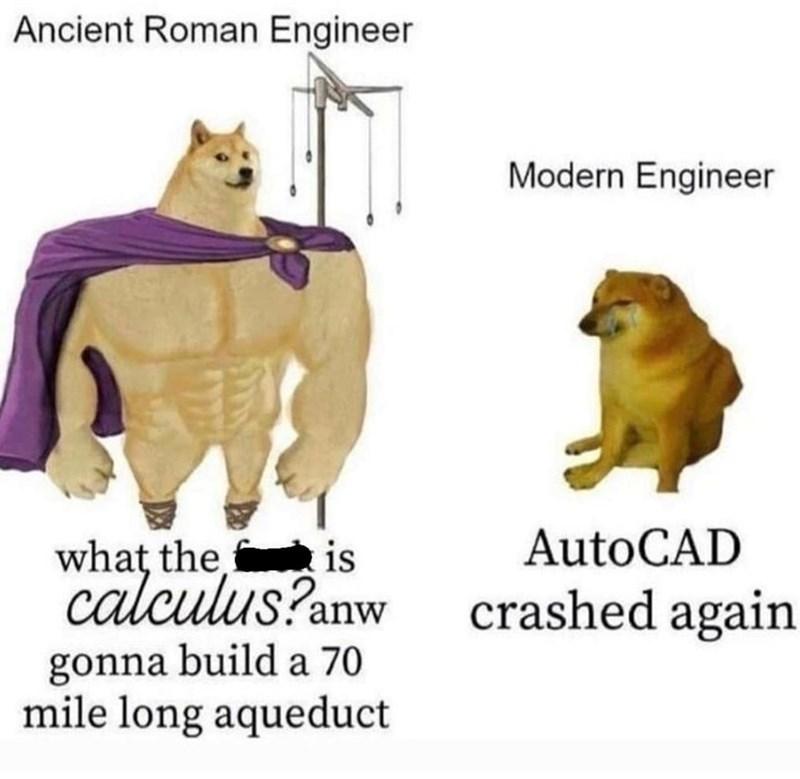 Ancient Roman Engineer
Modern Engineer
what the is
calculus?anw
gonna build a 70
mile long aqueduct
AutoCAD
crashed again